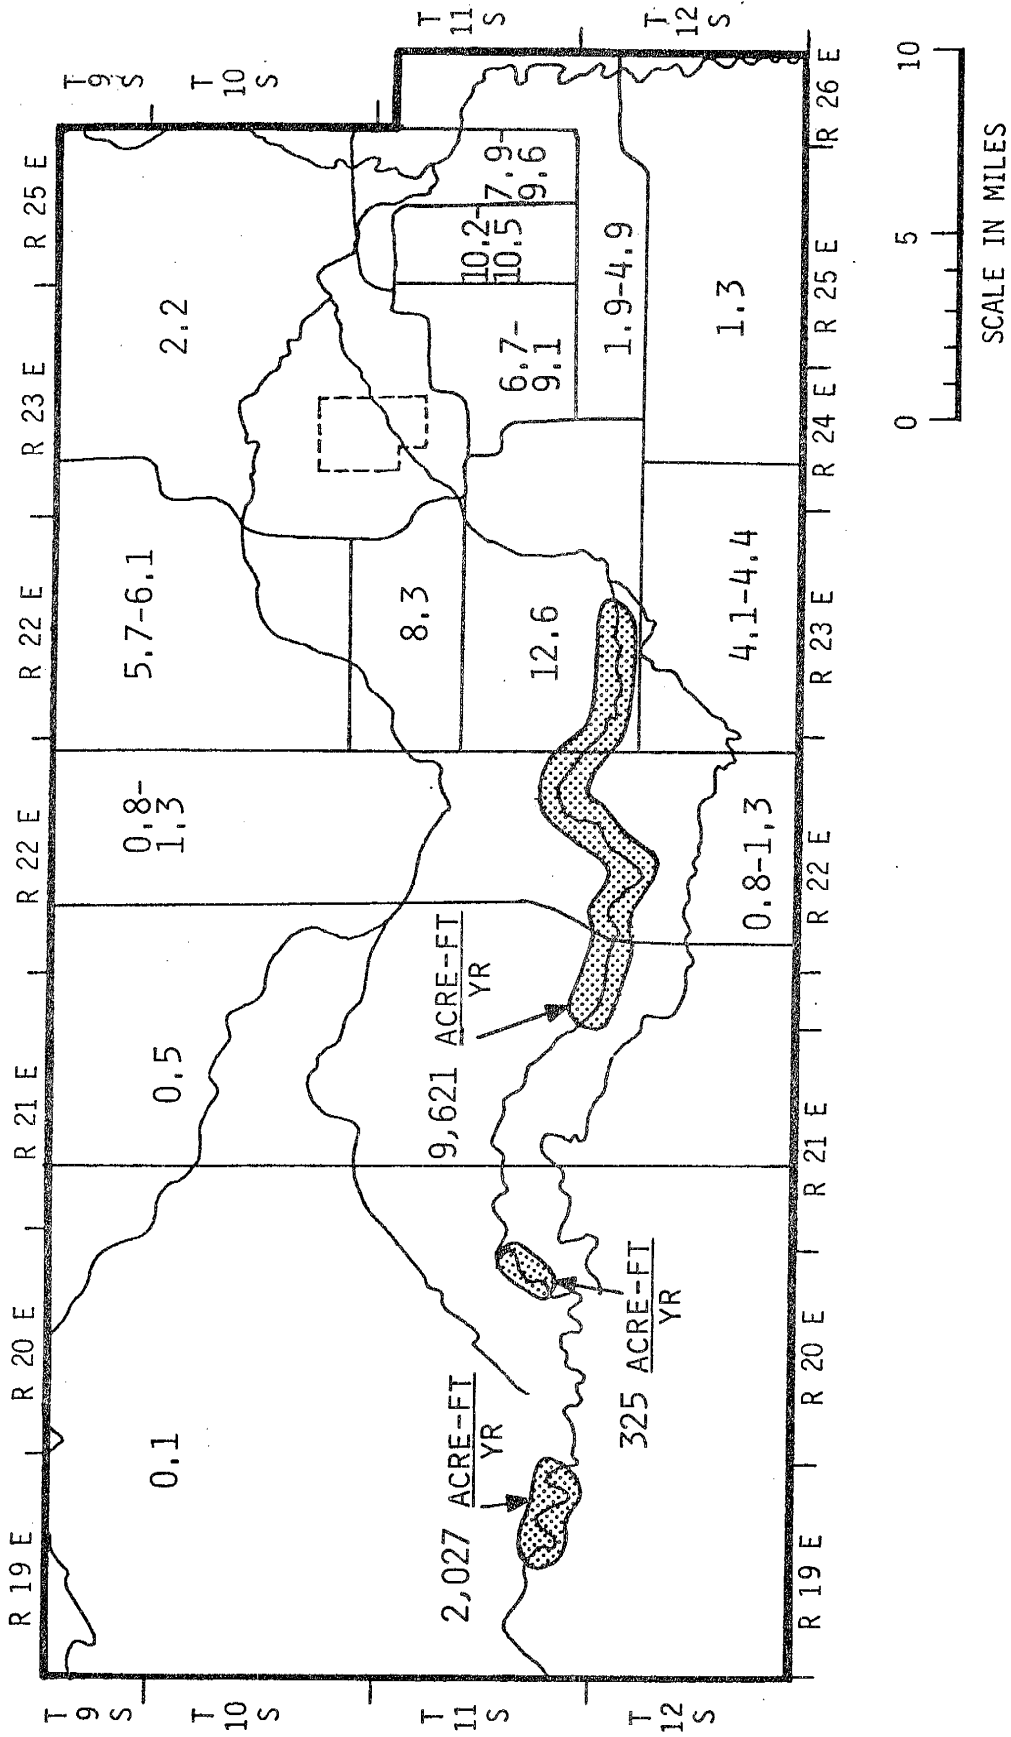 R 19 E
R 20 E
R 21 E
R 22 E
R 22 E
R 23 E
R 25 E
T
9
S
T
9
S
T
10
S
T
10
S
0.1
0.5
0.8-
1.3
5.7-6.1
2.2
8.3
T
11
S
T
11
S
2,027 ACRE-FT
YR
9,621 ACRE-FT
YR
12.6
6.7-
9.1
10.2-
10.5
7.9-
9.6
325 ACRE-FT
YR
1.9-4.9
T
12
S
T
12
S
0.8-1.3
4.1-4.4
1.3
R 19 E
R 20 E
R 21 E
R 22 E
R 23 E
R 24 E
R 25 E
R 26 E
0
5
10
SCALE IN MILES